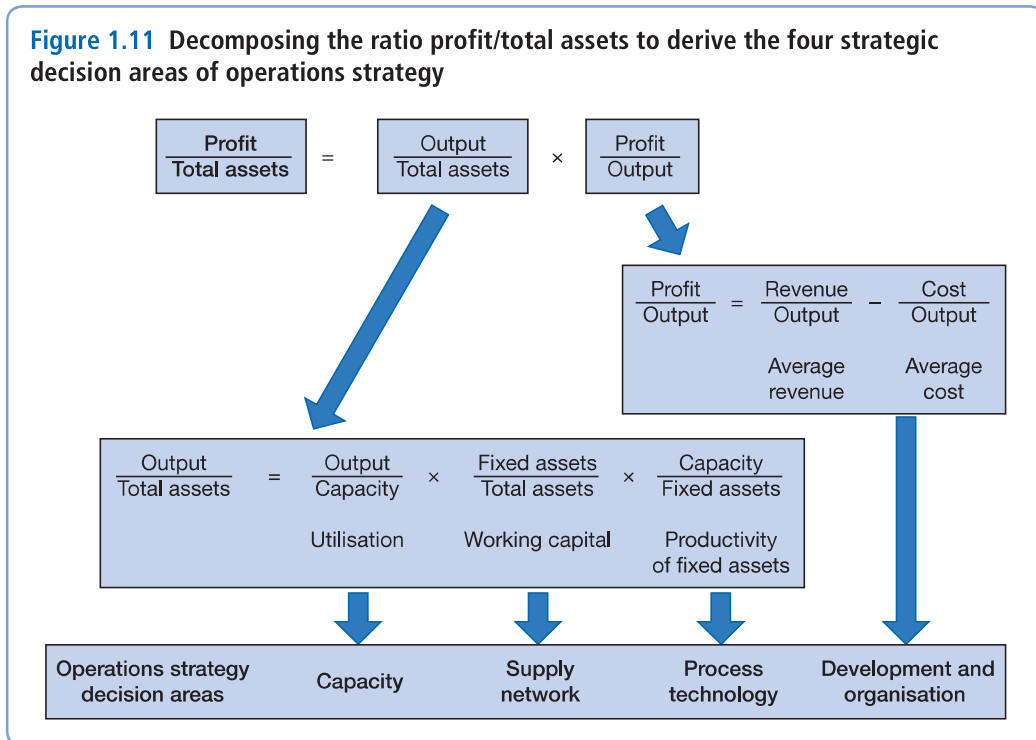 Figure 1.11 Decomposing the ratio profit/total assets to derive the four strategic
decision areas of operations strategy
Profit
Total assets
=
Output
Total assets
×
Profit
Output
Profit
Output
=
Revenue
Output
–
Cost
Output
Average
revenue
Average
cost
Output
Total assets
=
Output
Capacity
×
Fixed assets
Total assets
×
Capacity
Fixed assets
Utilisation
Working capital
Productivity
of fixed assets
Operations strategy
decision areas
Capacity
Supply
network
Process
technology
Development and
organisation